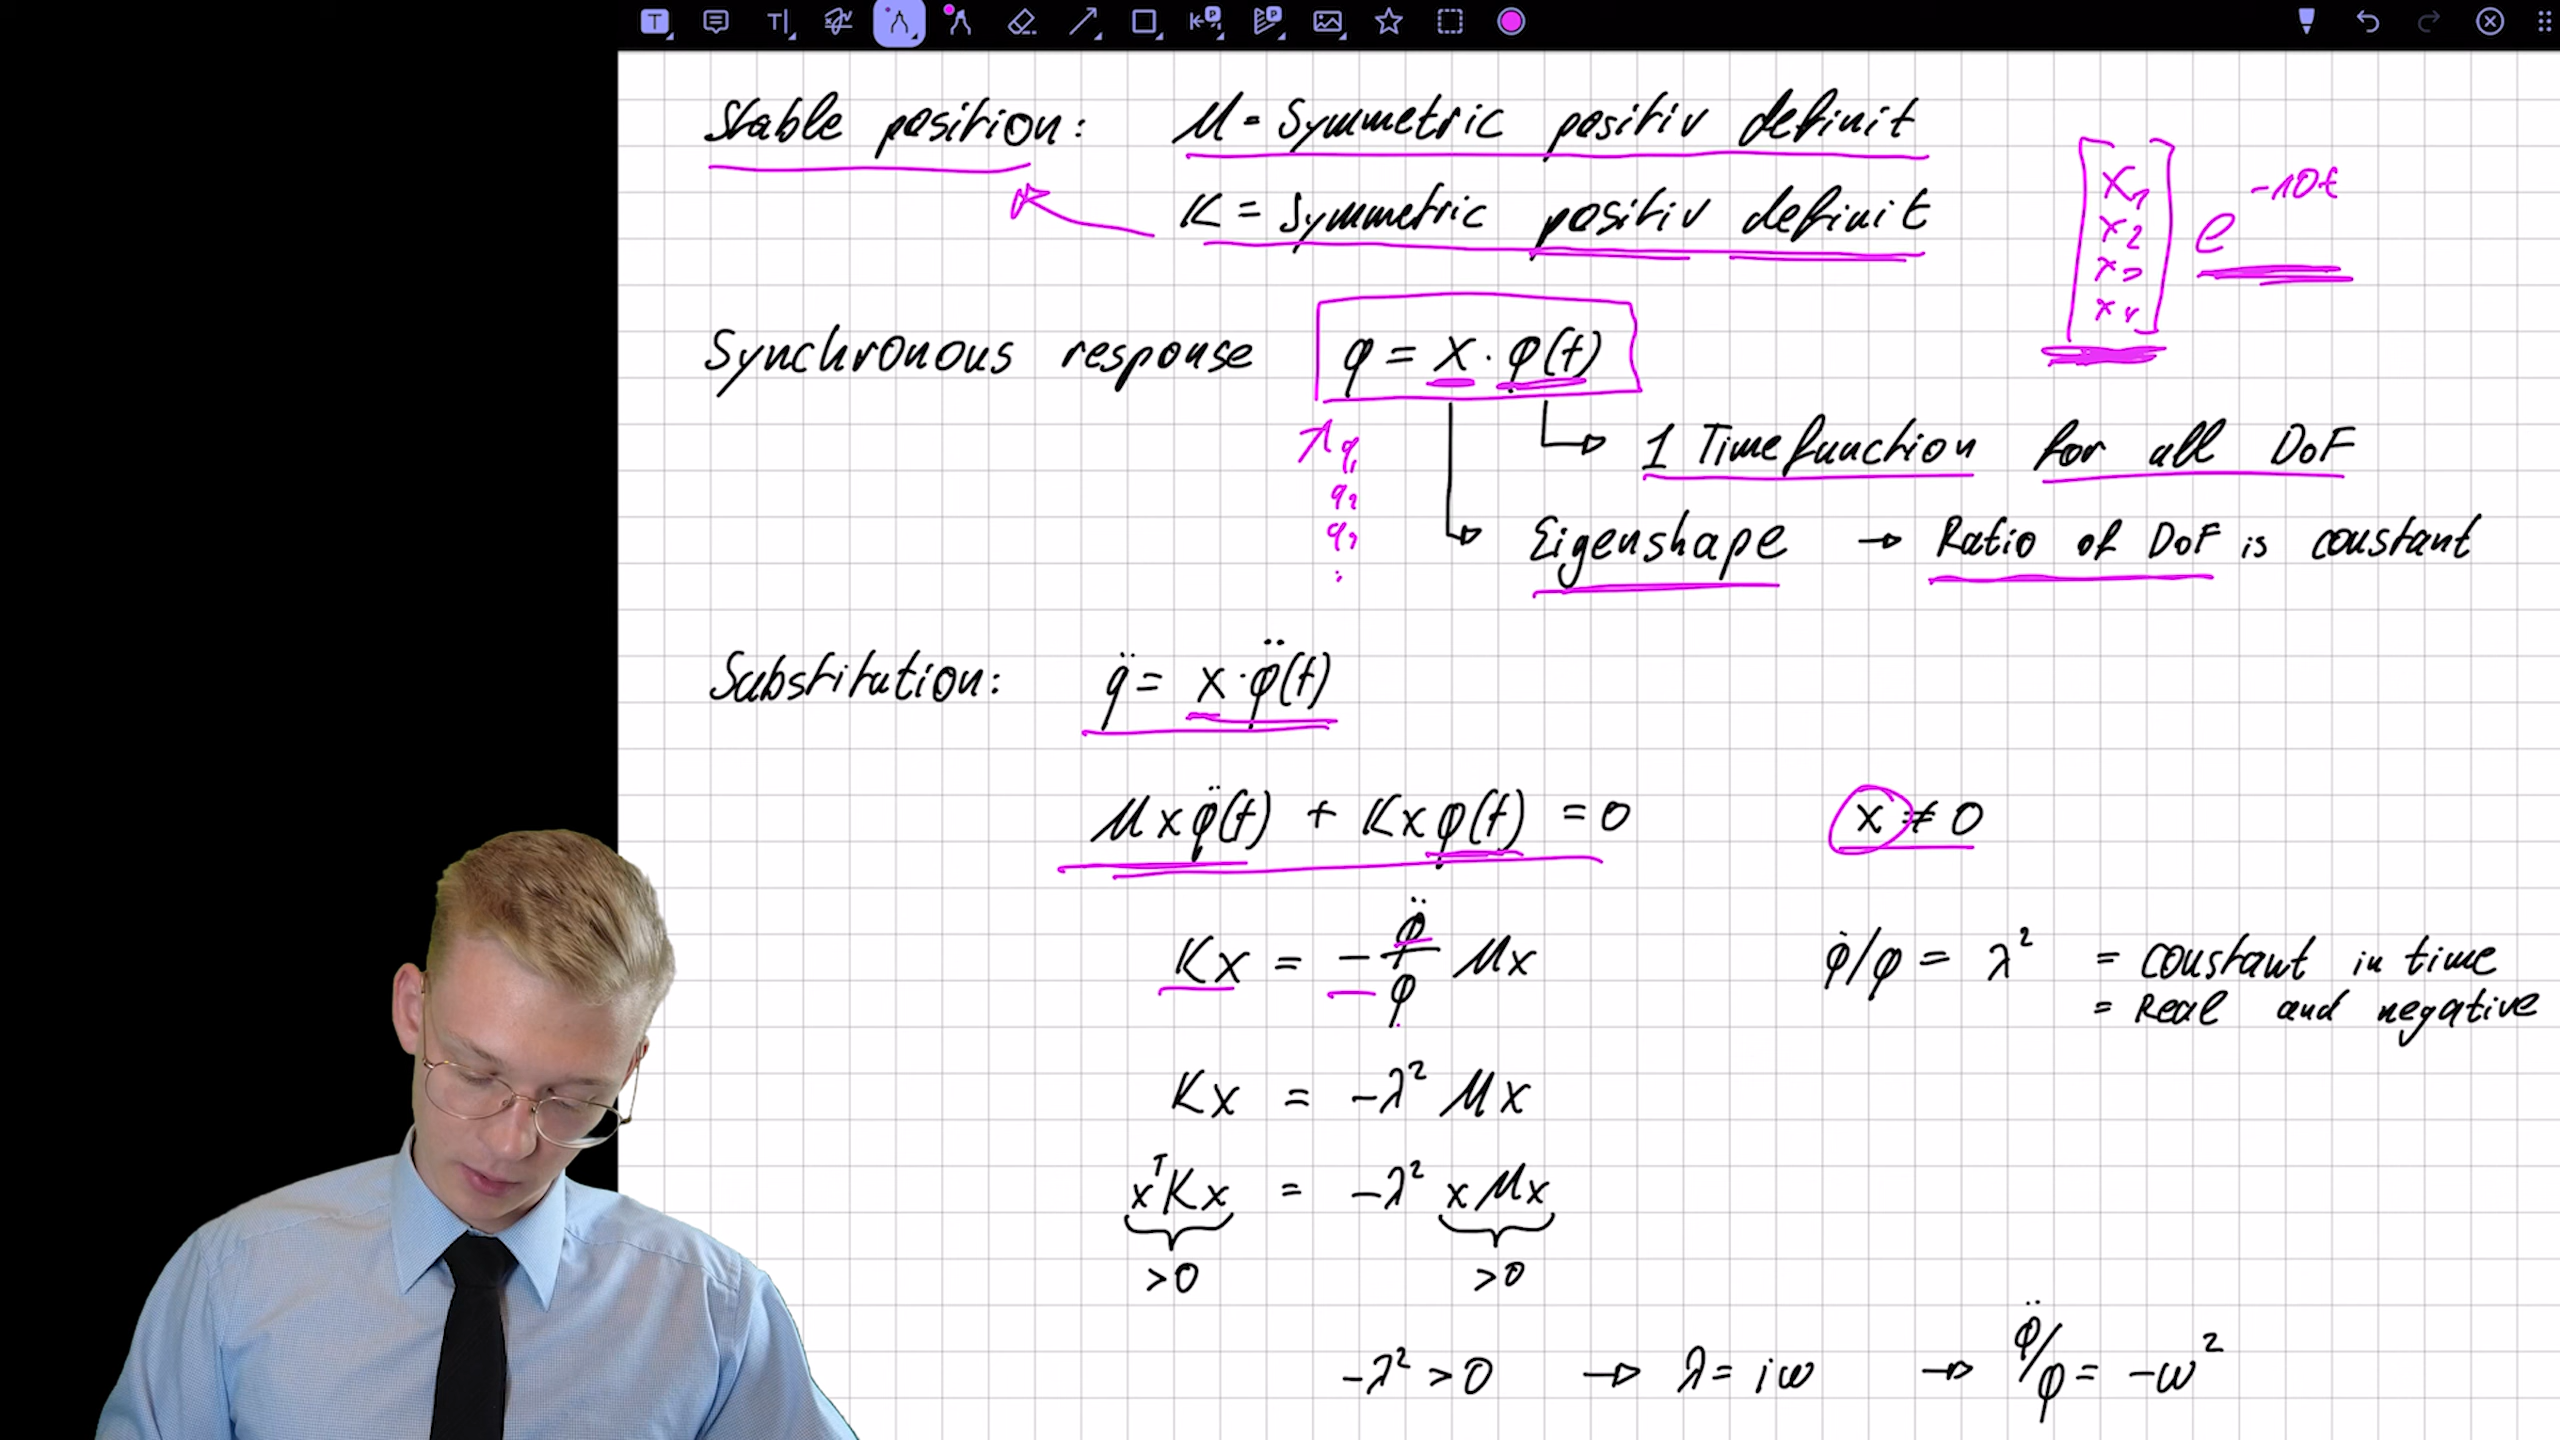 Stable position: M = Symmetric positiv definit
K = Symmetric positiv definit
[x₁ x₂ x₃ x₄] e^-10t
Synchronous response φ = x · φ(t)
q₁
q₂
q₃
:
1 Timefunction for all DoF
Eigenshape → Ratio of DoF is constant
Substitution: q̈ = x · φ̈(t)
Mxφ̈(t) + Kxφ(t) = 0 x ≠ 0
Kx = - φ̈/φ Mx φ̇/φ = λ² = constant in time
= Real and negative
Kx = -λ² Mx
xᵀKx = -λ² xMx
>0 >0
-λ² > 0 → λ = iω → φ̈/φ = -ω²